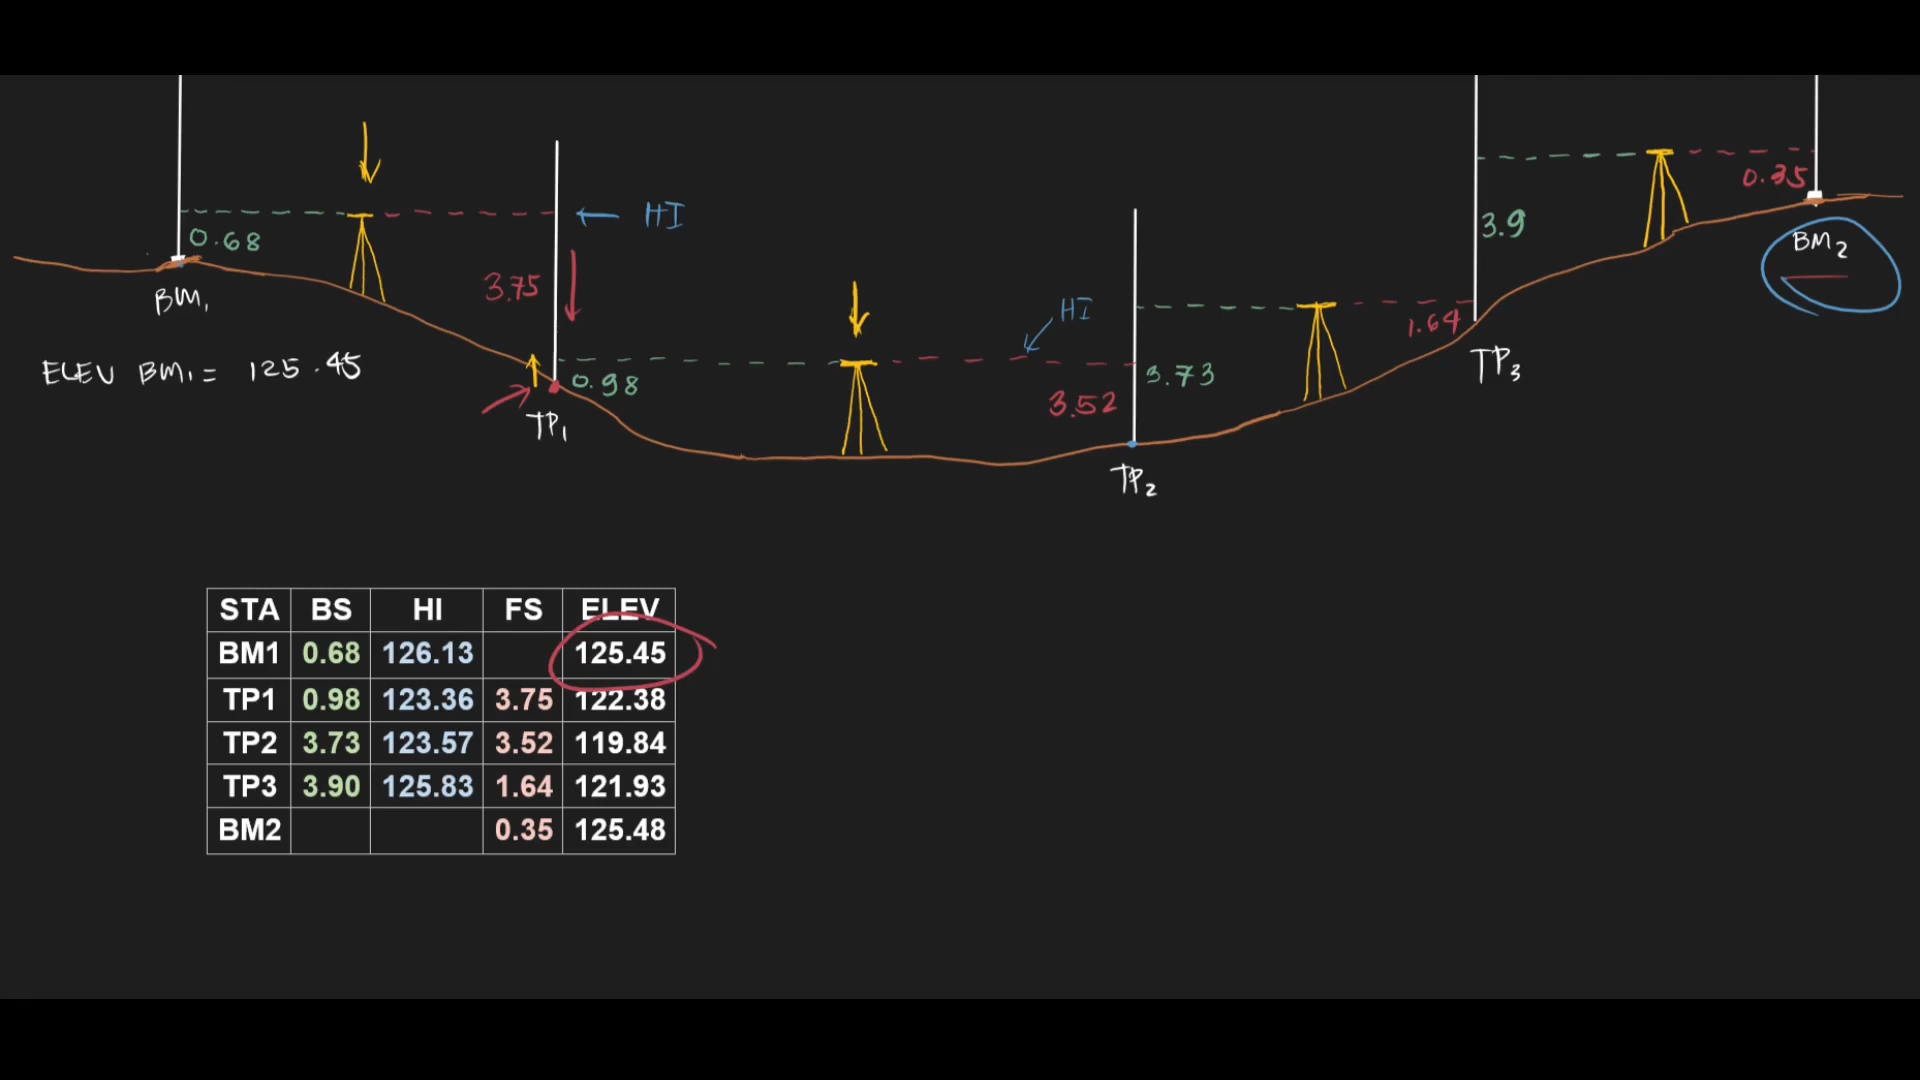 0.68
HI
3.75
BM1
ELEV BM1 = 125.45
0.98
TP1
HI
3.52
3.73
TP2
1.64
3.9
TP3
0.35
BM2
STA BS HI FS ELEV
BM1 0.68 126.13 125.45
TP1 0.98 123.36 3.75 122.38
TP2 3.73 123.57 3.52 119.84
TP3 3.90 125.83 1.64 121.93
BM2 0.35 125.48